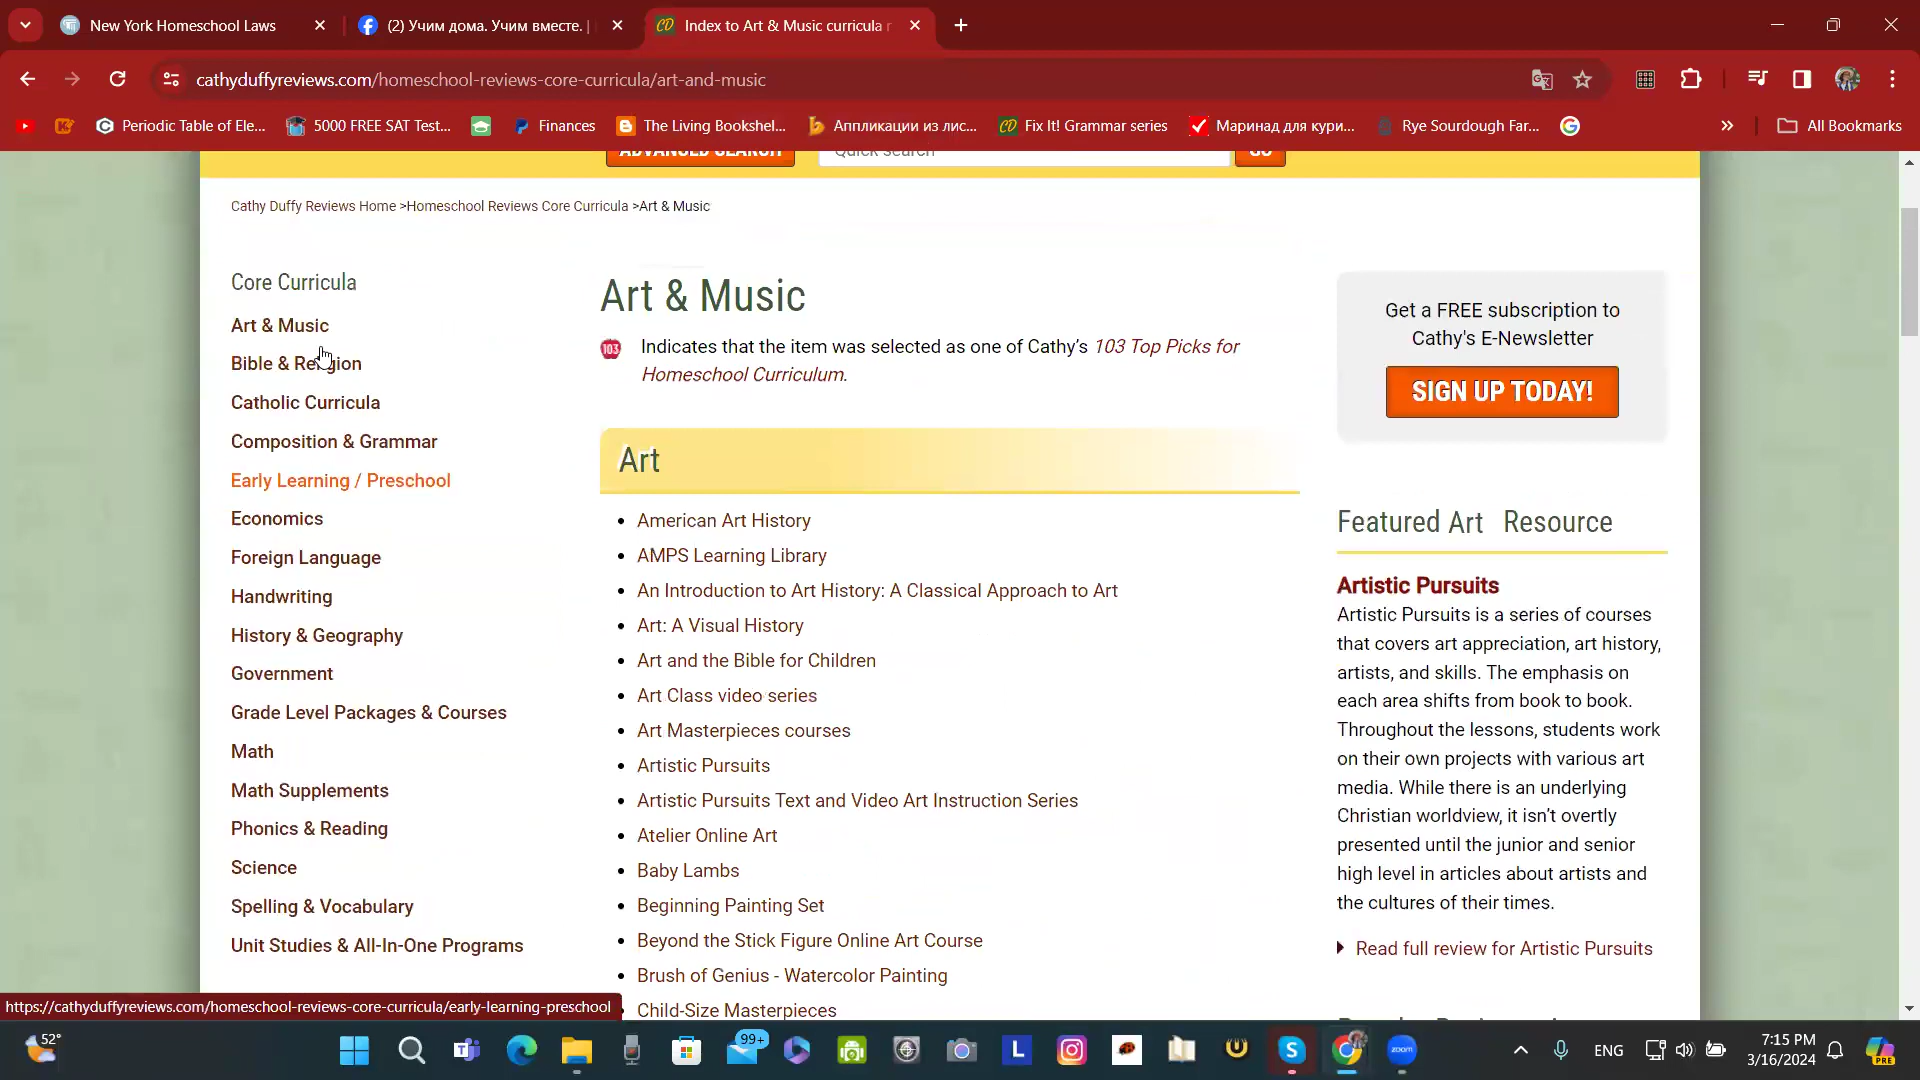 New York Homeschool Laws
(2) Учим дома. Учим вместе. |
CD Index to Art & Music curricula r
cathyduffyreviews.com/homeschool-reviews-core-curricula/art-and-music
Periodic Table of Ele...
5000 FREE SAT Test...
Finances
The Living Bookshel...
Аппликации из лис...
CD Fix It! Grammar series
Маринад для кури...
Rye Sourdough Far...
All Bookmarks
ADVANCED SEARCH
Quick search
GO
Cathy Duffy Reviews Home >Homeschool Reviews Core Curricula >Art & Music
Core Curricula
Art & Music
Bible & Religion
Catholic Curricula
Composition & Grammar
Early Learning / Preschool
Economics
Foreign Language
Handwriting
History & Geography
Government
Grade Level Packages & Courses
Math
Math Supplements
Phonics & Reading
Science
Spelling & Vocabulary
Unit Studies & All-In-One Programs
Art & Music
103 Indicates that the item was selected as one of Cathy’s 103 Top Picks for
Homeschool Curriculum.
Art
American Art History
AMPS Learning Library
An Introduction to Art History: A Classical Approach to Art
Art: A Visual History
Art and the Bible for Children
Art Class video series
Art Masterpieces courses
Artistic Pursuits
Artistic Pursuits Text and Video Art Instruction Series
Atelier Online Art
Baby Lambs
Beginning Painting Set
Beyond the Stick Figure Online Art Course
Brush of Genius - Watercolor Painting
Child-Size Masterpieces
Get a FREE subscription to
Cathy's E-Newsletter
SIGN UP TODAY!
Featured Art Resource
Artistic Pursuits
Artistic Pursuits is a series of courses
that covers art appreciation, art history,
artists, and skills. The emphasis on
each area shifts from book to book.
Throughout the lessons, students work
on their own projects with various art
media. While there is an underlying
Christian worldview, it isn’t overtly
presented until the junior and senior
high level in articles about artists and
the cultures of their times.
Read full review for Artistic Pursuits
https://cathyduffyreviews.com/homeschool-reviews-core-curricula/early-learning-preschool
52°
99+
L
S
zoom
ENG
7:15 PM
3/16/2024
PRE